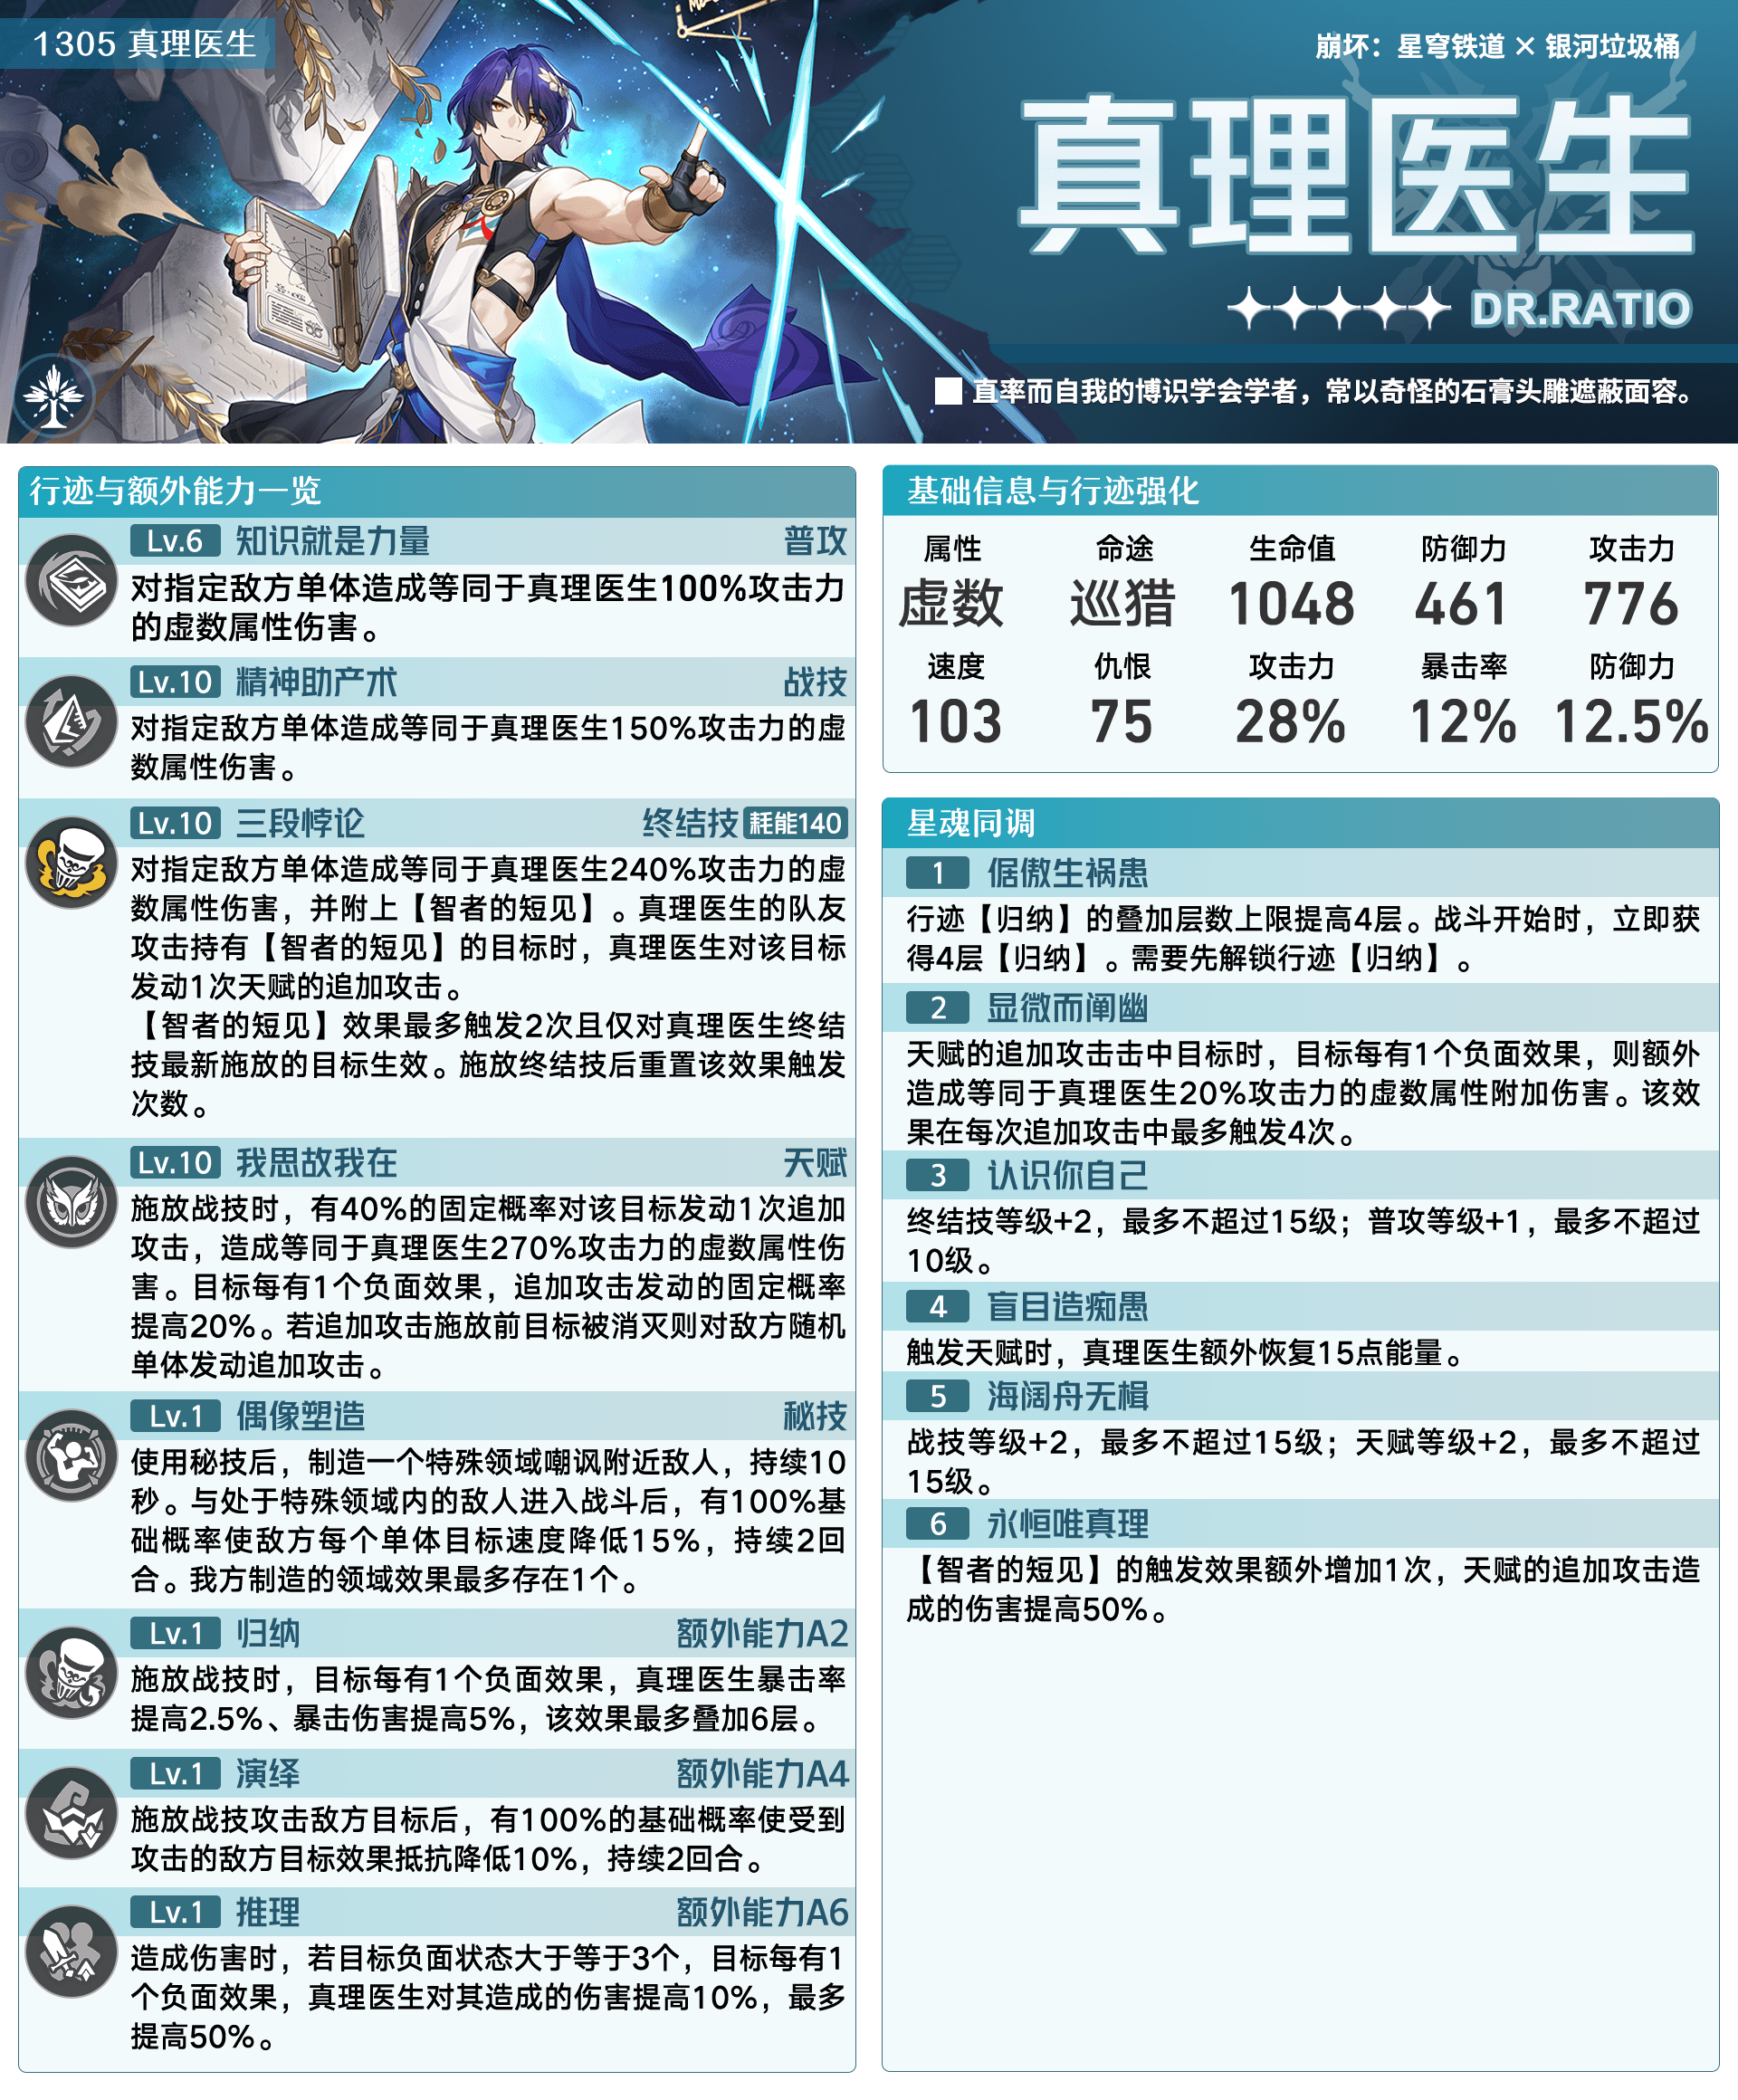 1305 真理医生
崩坏：星穹铁道 × 银河垃圾桶
真理医生
DR.RATIO
直率而自我的博识学会学者，常以奇怪的石膏头雕遮蔽面容。
行迹与额外能力一览
Lv.6 知识就是力量 普攻
对指定敌方单体造成等同于真理医生100%攻击力
的虚数属性伤害。
Lv.10 精神助产术 战技
对指定敌方单体造成等同于真理医生150%攻击力的虚
数属性伤害。
Lv.10 三段悖论 终结技 耗能140
对指定敌方单体造成等同于真理医生240%攻击力的虚
数属性伤害，并附上【智者的短见】。真理医生的队友
攻击持有【智者的短见】的目标时，真理医生对该目标
发动1次天赋的追加攻击。
【智者的短见】效果最多触发2次且仅对真理医生终结
技最新施放的目标生效。施放终结技后重置该效果触发
次数。
Lv.10 我思故我在 天赋
施放战技时，有40%的固定概率对该目标发动1次追加
攻击，造成等同于真理医生270%攻击力的虚数属性伤
害。目标每有1个负面效果，追加攻击发动的固定概率
提高20%。若追加攻击施放前目标被消灭则对敌方随机
单体发动追加攻击。
Lv.1 偶像塑造 秘技
使用秘技后，制造一个特殊领域嘲讽附近敌人，持续10
秒。与处于特殊领域内的敌人进入战斗后，有100%基
础概率使敌方每个单体目标速度降低15%，持续2回
合。我方制造的领域效果最多存在1个。
Lv.1 归纳 额外能力A2
施放战技时，目标每有1个负面效果，真理医生暴击率
提高2.5%、暴击伤害提高5%，该效果最多叠加6层。
Lv.1 演绎 额外能力A4
施放战技攻击敌方目标后，有100%的基础概率使受到
攻击的敌方目标效果抵抗降低10%，持续2回合。
Lv.1 推理 额外能力A6
造成伤害时，若目标负面状态大于等于3个，目标每有1
个负面效果，真理医生对其造成的伤害提高10%，最多
提高50%。
基础信息与行迹强化
属性 命途 生命值 防御力 攻击力
虚数 巡猎 1048 461 776
速度 仇恨 攻击力 暴击率 防御力
103 75 28% 12% 12.5%
星魂同调
1 倨傲生祸患
行迹【归纳】的叠加层数上限提高4层。战斗开始时，立即获
得4层【归纳】。需要先解锁行迹【归纳】。
2 显微而阐幽
天赋的追加攻击击中目标时，目标每有1个负面效果，则额外
造成等同于真理医生20%攻击力的虚数属性附加伤害。该效
果在每次追加攻击中最多触发4次。
3 认识你自己
终结技等级+2，最多不超过15级；普攻等级+1，最多不超过
10级。
4 盲目造痴愚
触发天赋时，真理医生额外恢复15点能量。
5 海阔舟无楫
战技等级+2，最多不超过15级；天赋等级+2，最多不超过
15级。
6 永恒唯真理
【智者的短见】的触发效果额外增加1次，天赋的追加攻击造
成的伤害提高50%。